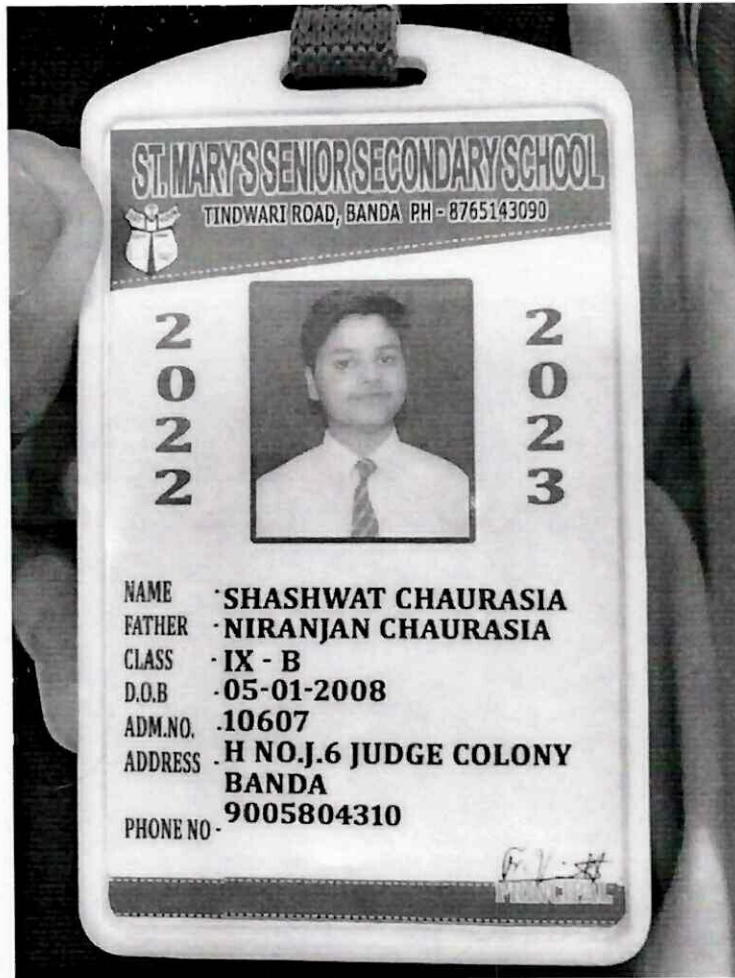 ST. MARY'S SENIOR SECONDARY SCHOOL
TINDWARI ROAD, BANDA PH - 8765143090
2022
2023
NAME · SHASHWAT CHAURASIA
FATHER · NIRANJAN CHAURASIA
CLASS · IX - B
D.O.B · 05-01-2008
ADM.NO. · 10607
ADDRESS · H NO.J.6 JUDGE COLONY
BANDA
PHONE NO - 9005804310
PRINCIPAL